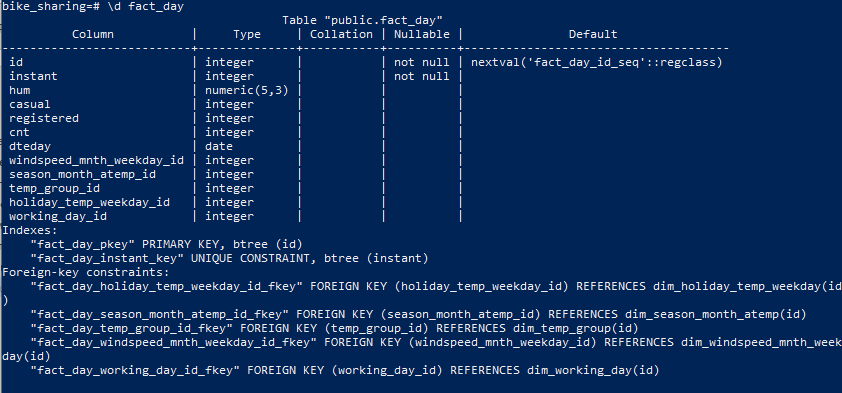 bike_sharing=# \d fact_day
Table "public.fact_day"
Column | Type | Collation | Nullable | Default
---------------------------+--------------+-----------+----------+--------------------------------------
id | integer | | not null | nextval('fact_day_id_seq'::regclass)
instant | integer | | not null |
hum | numeric(5,3) | | |
casual | integer | | |
registered | integer | | |
cnt | integer | | |
dteday | date | | |
windspeed_mnth_weekday_id | integer | | |
season_month_atemp_id | integer | | |
temp_group_id | integer | | |
holiday_temp_weekday_id | integer | | |
working_day_id | integer | | |
Indexes:
"fact_day_pkey" PRIMARY KEY, btree (id)
"fact_day_instant_key" UNIQUE CONSTRAINT, btree (instant)
Foreign-key constraints:
"fact_day_holiday_temp_weekday_id_fkey" FOREIGN KEY (holiday_temp_weekday_id) REFERENCES dim_holiday_temp_weekday(id
)
"fact_day_season_month_atemp_id_fkey" FOREIGN KEY (season_month_atemp_id) REFERENCES dim_season_month_atemp(id)
"fact_day_temp_group_id_fkey" FOREIGN KEY (temp_group_id) REFERENCES dim_temp_group(id)
"fact_day_windspeed_mnth_weekday_id_fkey" FOREIGN KEY (windspeed_mnth_weekday_id) REFERENCES dim_windspeed_mnth_week
day(id)
"fact_day_working_day_id_fkey" FOREIGN KEY (working_day_id) REFERENCES dim_working_day(id)